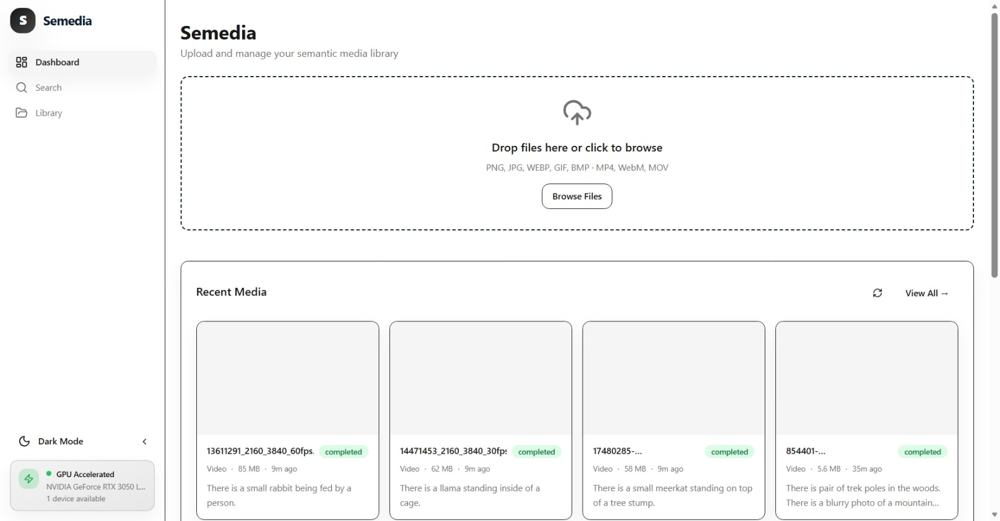 S Semedia
Dashboard
Search
Library
Dark Mode
GPU Accelerated
NVIDIA GeForce RTX 3050 L...
1 device available
Semedia
Upload and manage your semantic media library
Drop files here or click to browse
PNG, JPG, WEBP, GIF, BMP · MP4, WebM, MOV
Browse Files
Recent Media
View All →
13611291_2160_3840_60fps. completed
Video · 85 MB · 9m ago
There is a small rabbit being fed by a
person.
14471453_2160_3840_30fps completed
Video · 62 MB · 9m ago
There is a llama standing inside of a
cage.
17480285-... completed
Video · 58 MB · 9m ago
There is a small meerkat standing on top
of a tree stump.
854401-... completed
Video · 5.6 MB · 35m ago
There is pair of trek poles in the woods.
There is a blurry photo of a mountain...